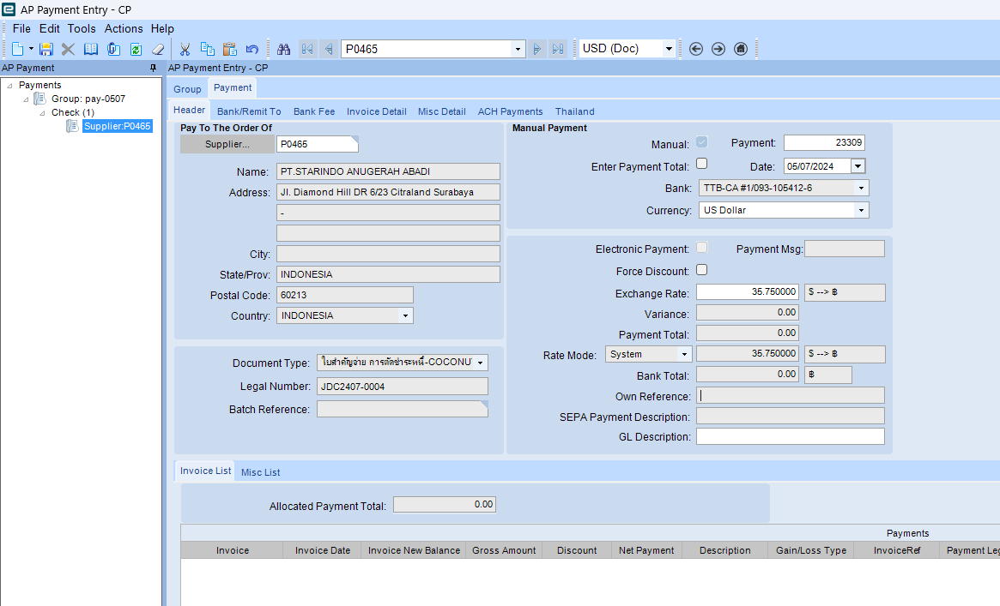 AP Payment Entry - CP
File Edit Tools Actions Help
P0465 USD (Doc)
AP Payment
Payments
Group: pay-0507
Check (1)
Supplier:P0465
AP Payment Entry - CP
Group Payment
Header Bank/Remit To Bank Fee Invoice Detail Misc Detail ACH Payments Thailand
Pay To The Order Of
Supplier... P0465
Name: PT.STARINDO ANUGERAH ABADI
Address: Jl. Diamond Hill DR 6/23 Citraland Surabaya
-
City:
State/Prov: INDONESIA
Postal Code: 60213
Country: INDONESIA
Document Type: ใบสำคัญจ่าย การตัดชำระหนี้-COCONU
Legal Number: JDC2407-0004
Batch Reference:
Manual Payment
Manual: Payment: 23309
Enter Payment Total: Date: 05/07/2024
Bank: TTB-CA #1/093-105412-6
Currency: US Dollar
Electronic Payment: Payment Msg:
Force Discount:
Exchange Rate: 35.750000 $ --> ฿
Variance: 0.00
Payment Total: 0.00
Rate Mode: System 35.750000 $ --> ฿
Bank Total: 0.00 ฿
Own Reference:
SEPA Payment Description:
GL Description:
Invoice List Misc List
Allocated Payment Total: 0.00
Payments
Invoice Invoice Date Invoice New Balance Gross Amount Discount Net Payment Description Gain/Loss Type InvoiceRef Payment Leg